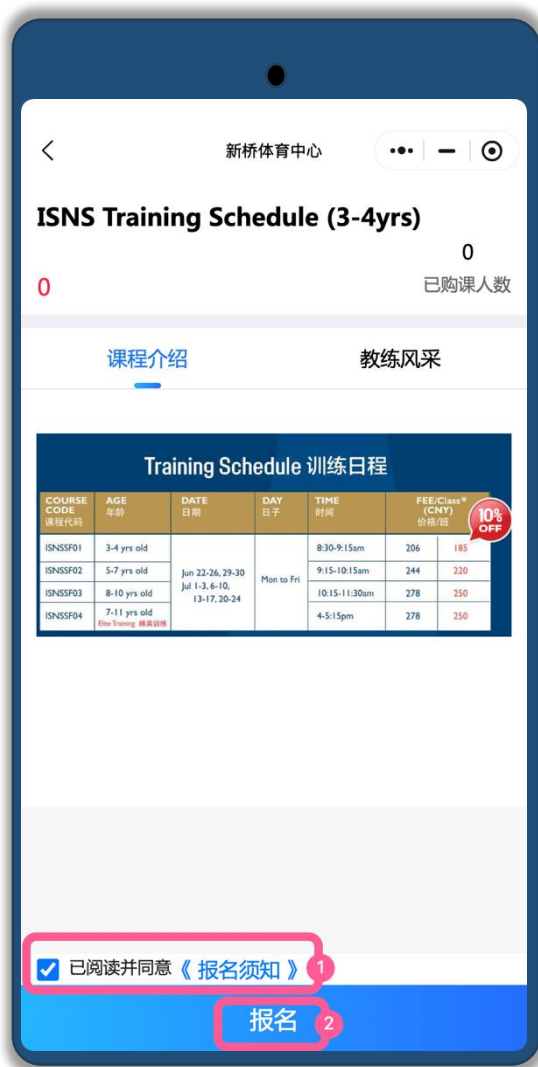 新桥体育中心
ISNS Training Schedule (3-4yrs)
0
0
已购课人数
课程介绍
教练风采
Training Schedule 训练日程
COURSE CODE 课程代码 AGE 年龄 DATE 日期 DAY 日子 TIME 时间 FEE/Class* (CNY) 价格/班
10% OFF
ISNSSF01 3-4 yrs old 8:30-9:15am 206 185
ISNSSF02 5-7 yrs old 9:15-10:15am 244 220
Jun 22-26, 29-30
Jul 1-3, 6-10,
13-17, 20-24
Mon to Fri
ISNSSF03 8-10 yrs old 10:15-11:30am 278 250
ISNSSF04 7-11 yrs old 4-5:15pm 278 250
Elite Training 精英训练
已阅读并同意《 报名须知 》 1
报名 2